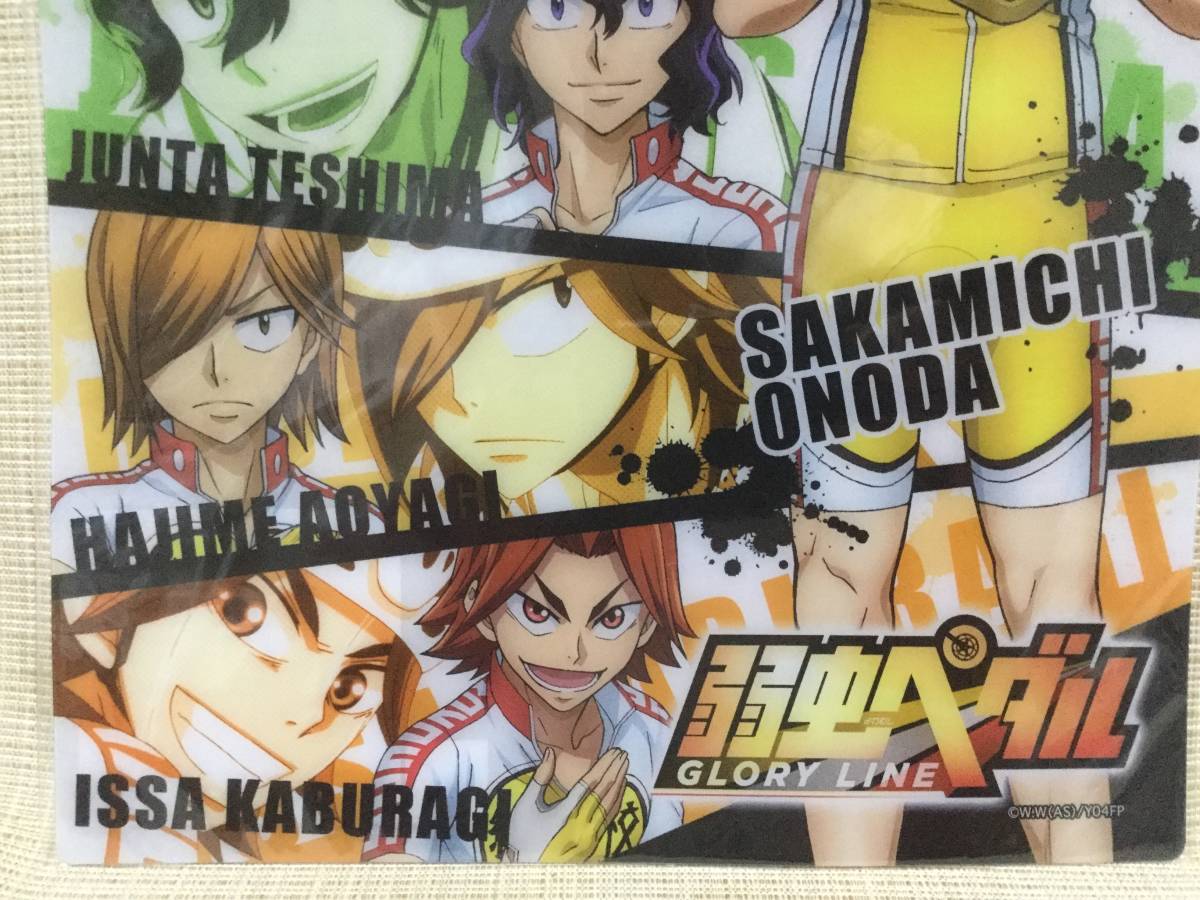 JUNTA TESHIMA
HAJIME AOYAGI
SAKAMICHI
ONODA
ISSA KABURAGI
弱虫ペダル
GLORY LINE
©W.W(AS)/Y04FP